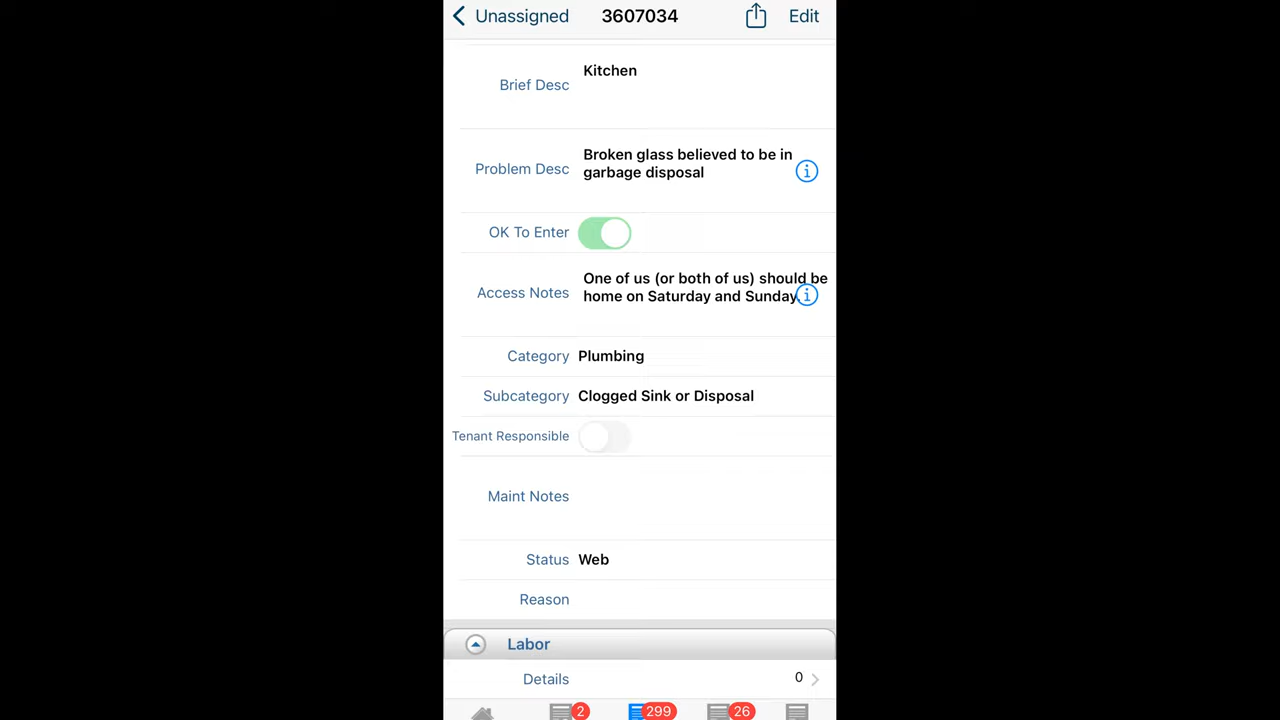 Unassigned 3607034 Edit
Brief Desc Kitchen
Problem Desc Broken glass believed to be in
garbage disposal
OK To Enter
Access Notes One of us (or both of us) should be
home on Saturday and Sunday.
Category Plumbing
Subcategory Clogged Sink or Disposal
Tenant Responsible
Maint Notes
Status Web
Reason
Labor
Details 0
2 299 26